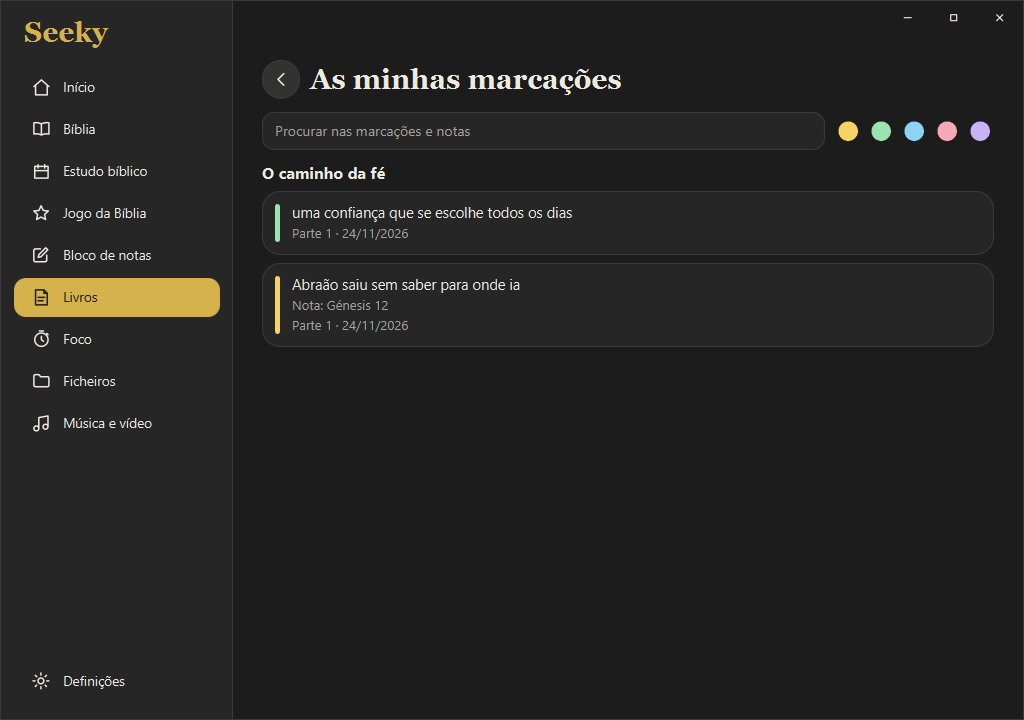 Seeky
Início
Bíblia
Estudo bíblico
Jogo da Bíblia
Bloco de notas
Livros
Foco
Ficheiros
Música e vídeo
Definições
As minhas marcações
Procurar nas marcações e notas
O caminho da fé
uma confiança que se escolhe todos os dias
Parte 1 · 24/11/2026
Abraão saiu sem saber para onde ia
Nota: Génesis 12
Parte 1 · 24/11/2026